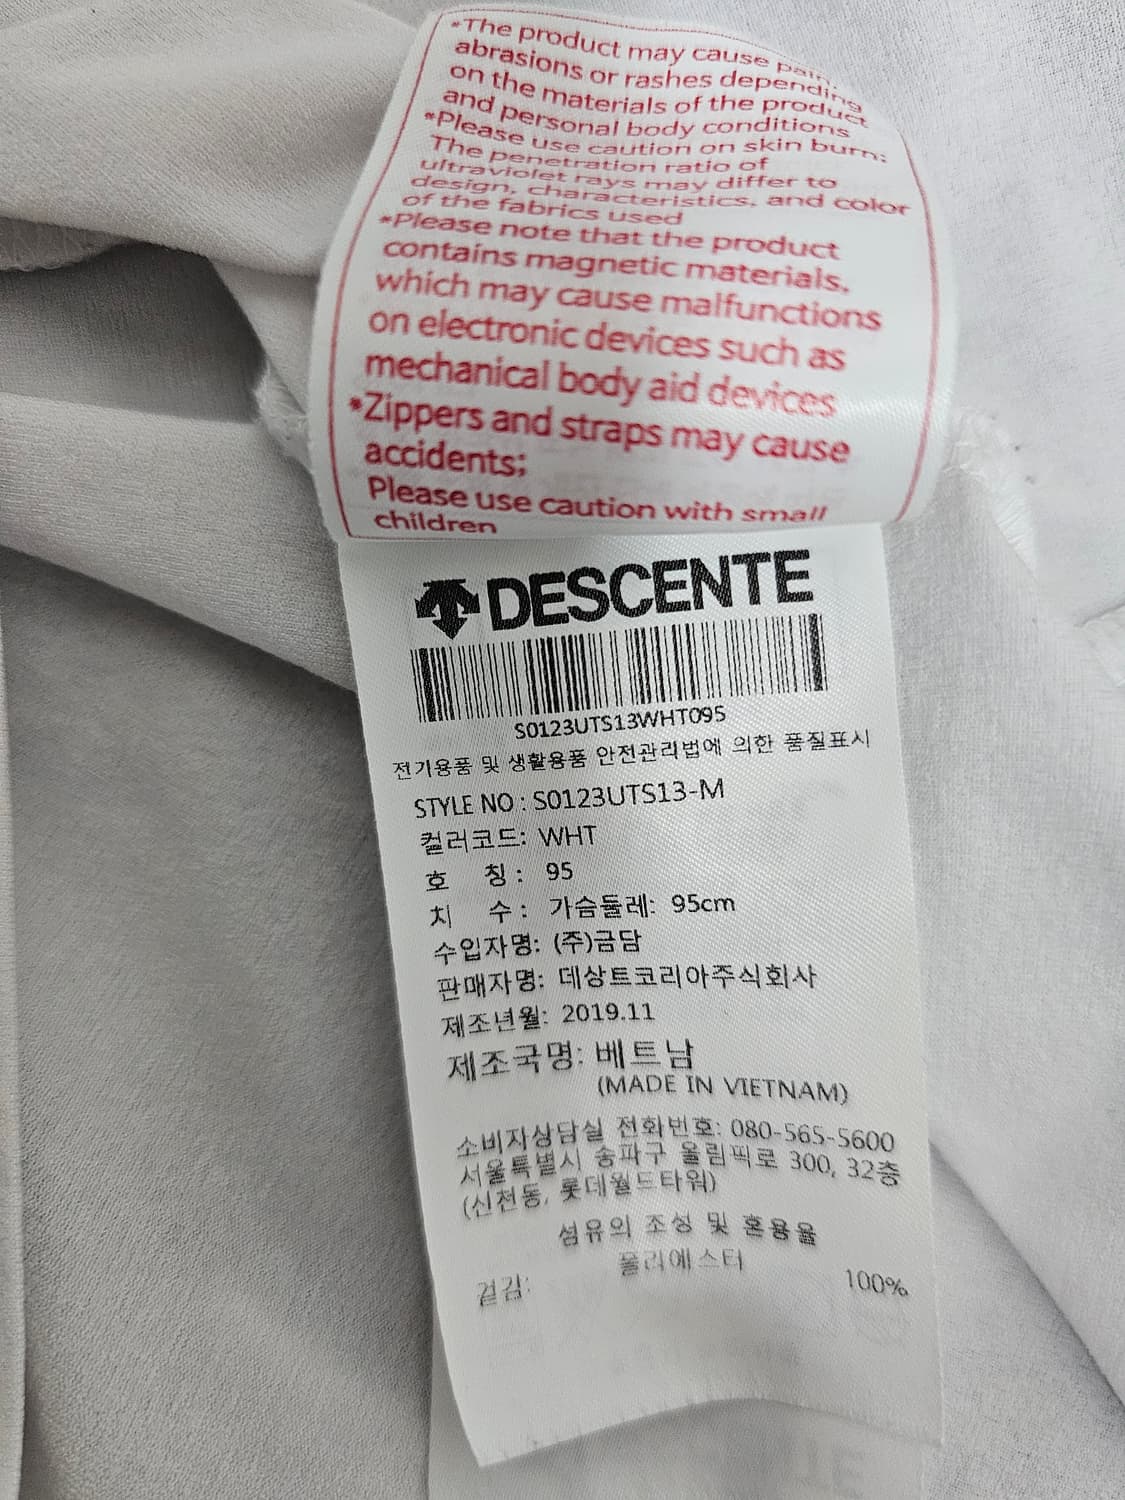 *The product may cause pain,
abrasions or rashes depending
on the materials of the product
and personal body conditions
*Please use caution on skin burn;
The penetration ratio of
ultraviolet rays may differ to
design, characteristics, and color
of the fabrics used
*Please note that the product
contains magnetic materials,
which may cause malfunctions
on electronic devices such as
mechanical body aid devices
*Zippers and straps may cause
accidents;
Please use caution with small
children
DESCENTE
S0123UTS13WHT095
전기용품 및 생활용품 안전관리법에 의한 품질표시
STYLE NO : S0123UTS13-M
컬러코드: WHT
호 칭 : 95
치 수 : 가슴둘레: 95cm
수입자명: (주)금담
판매자명: 데상트코리아주식회사
제조년월: 2019.11
제조국명: 베트남
(MADE IN VIETNAM)
소비자상담실 전화번호: 080-565-5600
서울특별시 송파구 올림픽로 300, 32층
(신천동, 롯데월드타워)
섬유의 조성 및 혼용율
폴리에스터
겉감: 100%